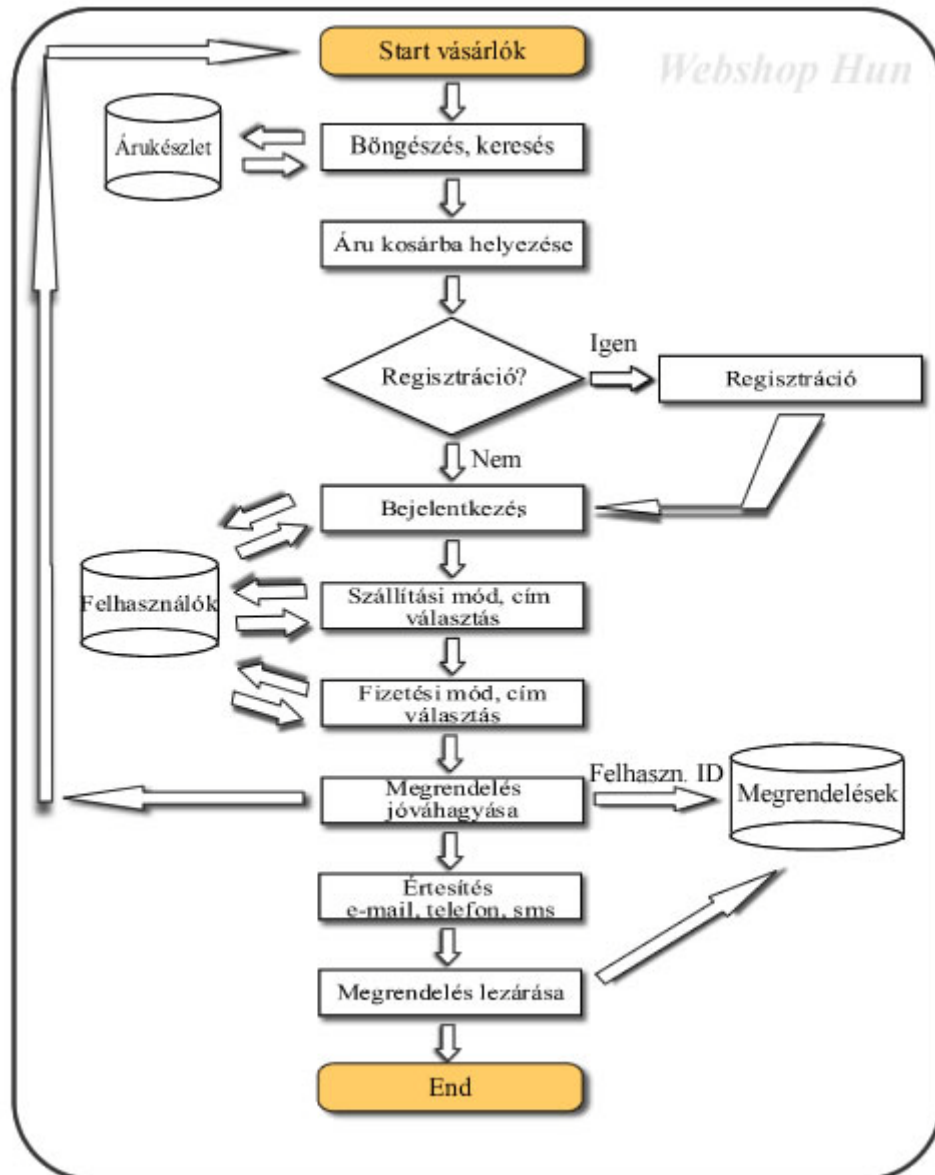 Start vásárlók
Webshop Hun
Árukészlet
Böngészés, keresés
Áru kosárba helyezése
Regisztráció?
Igen
Regisztráció
Nem
Bejelentkezés
Felhasználók
Szállítási mód, cím
választás
Fizetési mód, cím
választás
Megrendelés
jóváhagyása
Felhaszn. ID
Megrendelések
Értesítés
e-mail, telefon, sms
Megrendelés lezárása
End